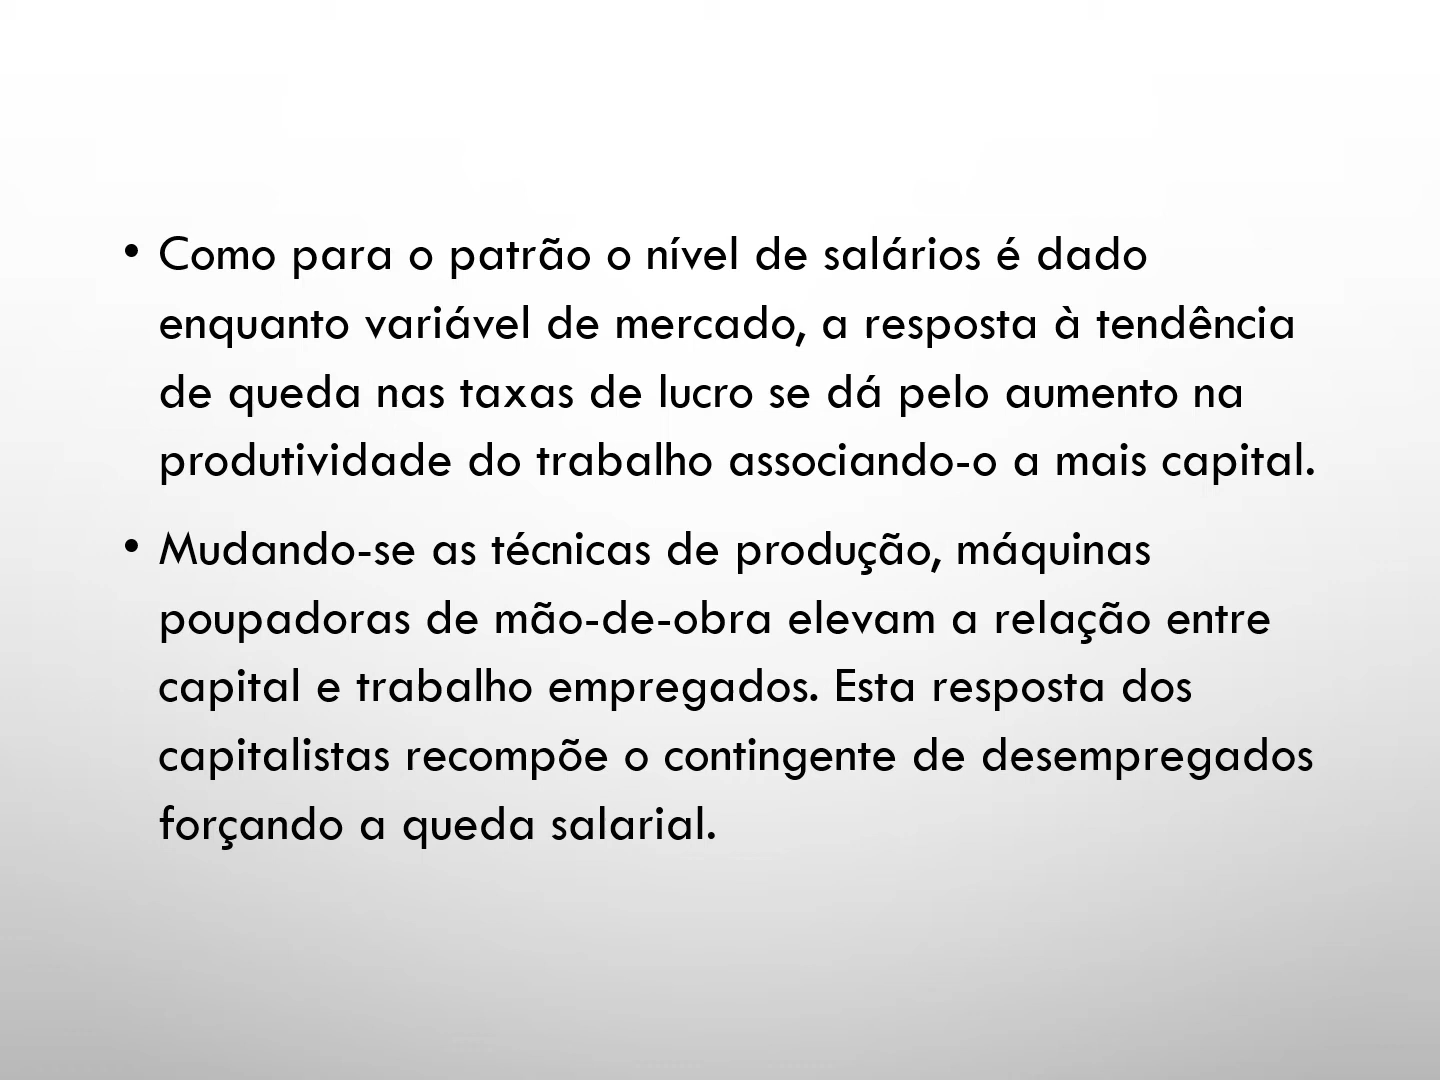 • Como para o patrão o nível de salários é dado
enquanto variável de mercado, a resposta à tendência
de queda nas taxas de lucro se dá pelo aumento na
produtividade do trabalho associando-o a mais capital.
• Mudando-se as técnicas de produção, máquinas
poupadoras de mão-de-obra elevam a relação entre
capital e trabalho empregados. Esta resposta dos
capitalistas recompõe o contingente de desempregados
forçando a queda salarial.